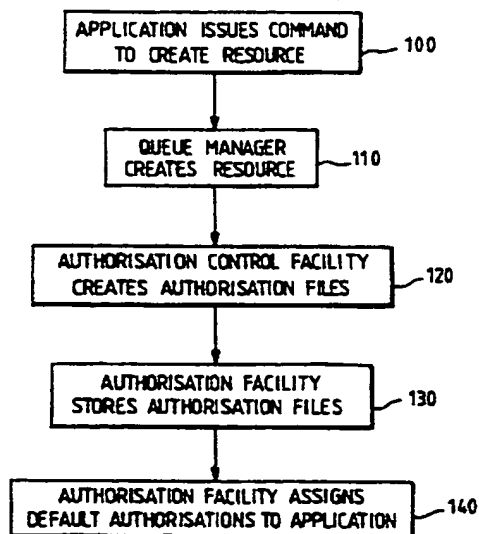 APPLICATION ISSUES COMMAND
TO CREATE RESOURCE
100
QUEUE MANAGER
CREATES RESOURCE
110
AUTHORISATION CONTROL FACILITY
CREATES AUTHORISATION FILES
120
AUTHORISATION FACILITY
STORES AUTHORISATION FILES
130
AUTHORISATION FACILITY ASSIGNS
DEFAULT AUTHORISATIONS TO APPLICATION
140